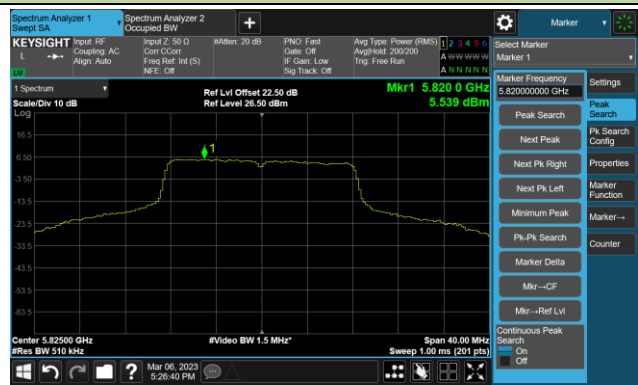 Spectrum Analyzer 1
Swept SA
Spectrum Analyzer 2
Occupied BW
Marker
KEYSIGHT
L
Input: RF
Coupling: AC
Align: Auto
Input Z: 50 Ω
Corr CCorr
Freq Ref: Int (S)
NFE: Off
#Atten: 20 dB
PNO: Fast
Gate: Off
IF Gain: Low
Sig Track: Off
Avg Type: Power (RMS)
Avg|Hold: 200/200
Trig: Free Run
1 2 3 4 5 6
A W W W W W
A N N N N N
Select Marker
Marker 1
1 Spectrum
Scale/Div 10 dB
Log
Ref Lvl Offset 22.50 dB
Ref Level 26.50 dBm
Mkr1 5.820 0 GHz
5.539 dBm
16.5
6.50
-3.50
-13.5
-23.5
-33.5
-43.5
-53.5
-63.5
1
Center 5.82500 GHz
#Res BW 510 kHz
#Video BW 1.5 MHz*
Span 40.00 MHz
Sweep 1.00 ms (201 pts)
Marker Frequency
5.820000000 GHz
Peak Search
Next Peak
Next Pk Right
Next Pk Left
Minimum Peak
Pk-Pk Search
Marker Delta
Mkr→CF
Mkr→Ref Lvl
Continuous Peak
Search
On
Off
Settings
Peak
Search
Pk Search
Config
Properties
Marker
Function
Marker→
Counter
?
Mar 06, 2023
5:26:40 PM